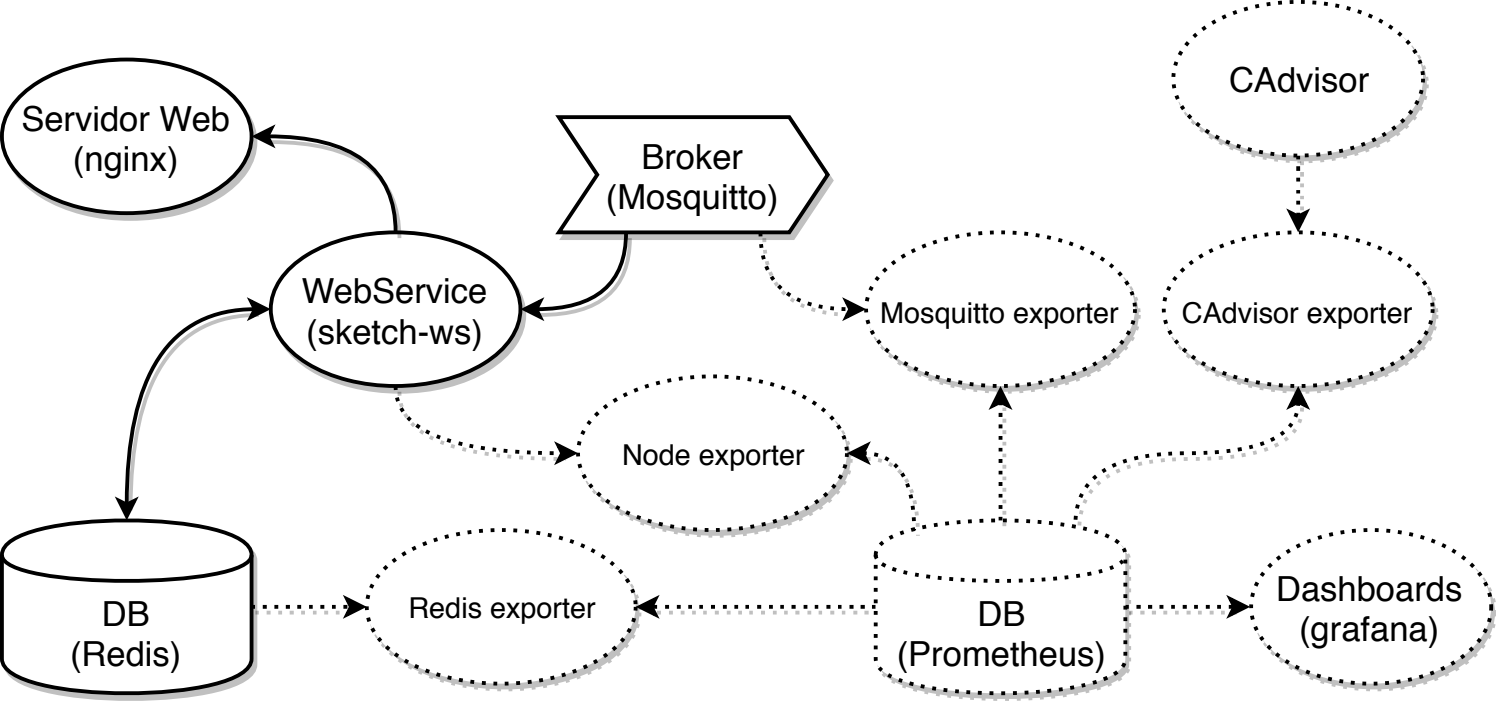 CAdvisor
Servidor Web
(nginx)
Broker
(Mosquitto)
WebService
(sketch-ws)
Mosquitto exporter
CAdvisor exporter
Node exporter
DB
(Redis)
Redis exporter
DB
(Prometheus)
Dashboards
(grafana)